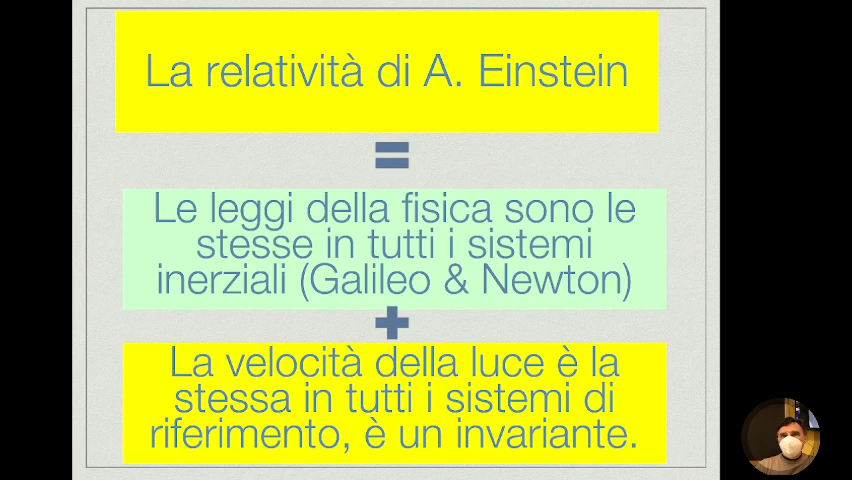 La relatività di A. Einstein
=
Le leggi della fisica sono le
stesse in tutti i sistemi
inerziali (Galileo & Newton)
+
La velocità della luce è la
stessa in tutti i sistemi di
riferimento, è un invariante.